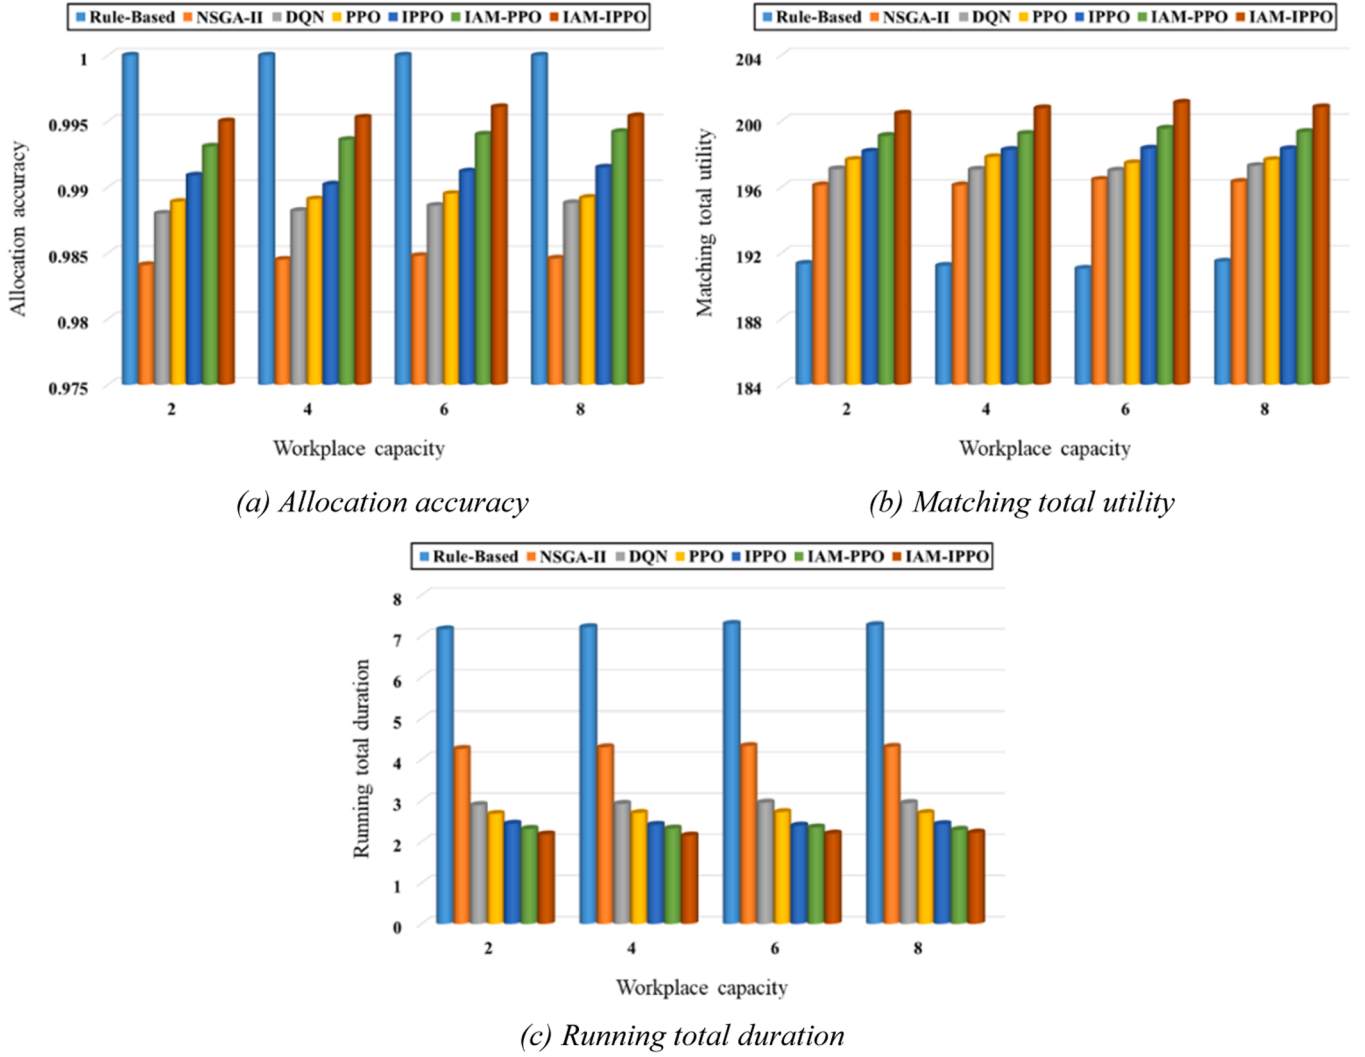 Rule-Based NSGA-II DQN PPO IPPO IAM-PPO IAM-IPPO
1
0.995
0.99
0.985
0.98
0.975
Allocation accuracy
2 4 6 8
Workplace capacity
(a) Allocation accuracy
Rule-Based NSGA-II DQN PPO IPPO IAM-PPO IAM-IPPO
204
200
196
192
188
184
Matching total utility
2 4 6 8
Workplace capacity
(b) Matching total utility
Rule-Based NSGA-II DQN PPO IPPO IAM-PPO IAM-IPPO
8
7
6
5
4
3
2
1
0
Running total duration
2 4 6 8
Workplace capacity
(c) Running total duration